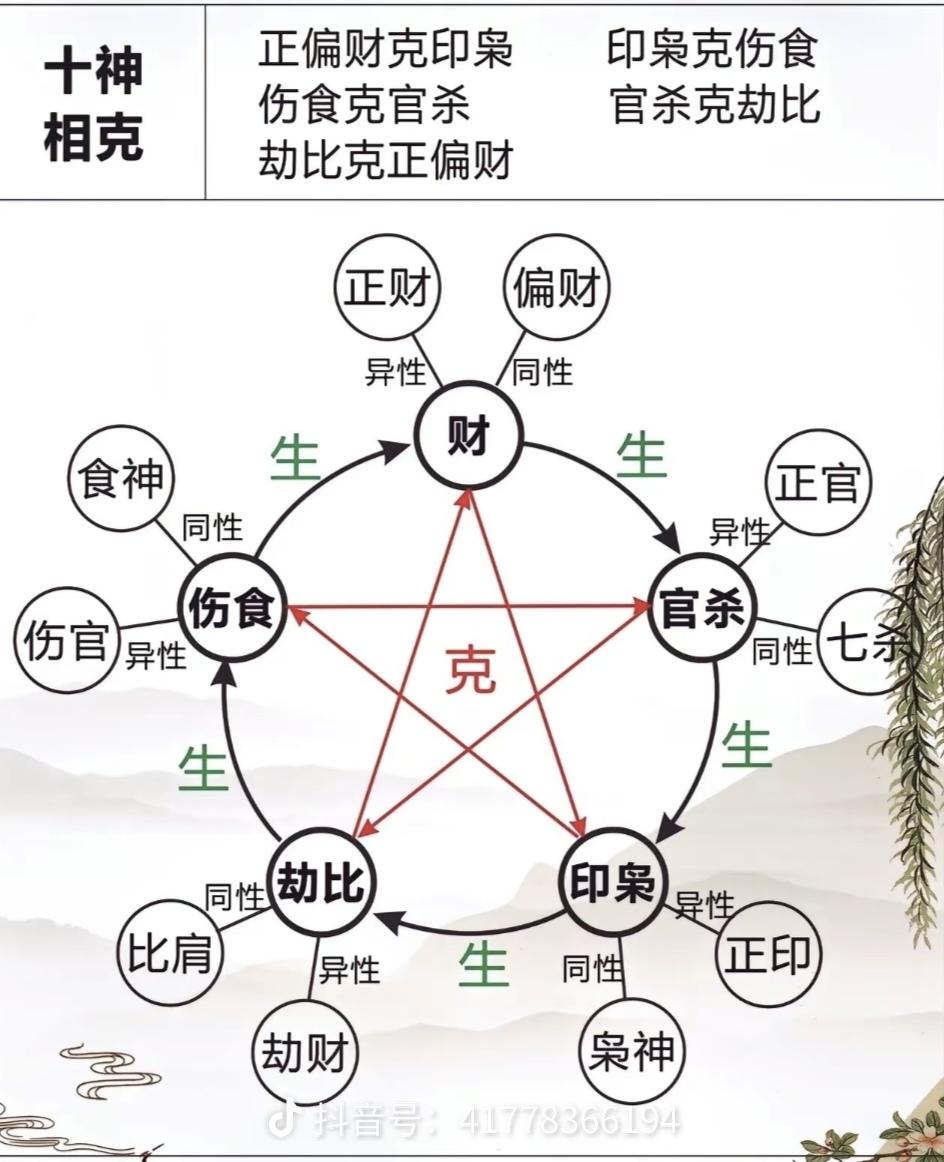 十神
相克
正偏财克印枭 印枭克伤食
伤食克官杀 官杀克劫比
劫比克正偏财
正财 偏财
异性 同性
财
生 生
食神 正官
同性 异性
伤食 官杀
伤官 异性 同性 七杀
克
生 生
劫比 印枭
同性 异性
比肩 正印
异性 生 同性
劫财 枭神
抖音号：41778366194